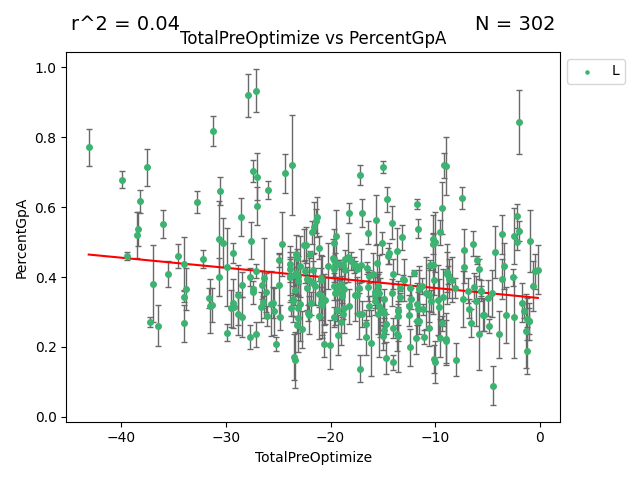 r^2 = 0.04
N = 302
TotalPreOptimize vs PercentGpA
L
1.0
0.8
0.6
0.4
0.2
0.0
PercentGpA
−40
−30
−20
−10
0
TotalPreOptimize